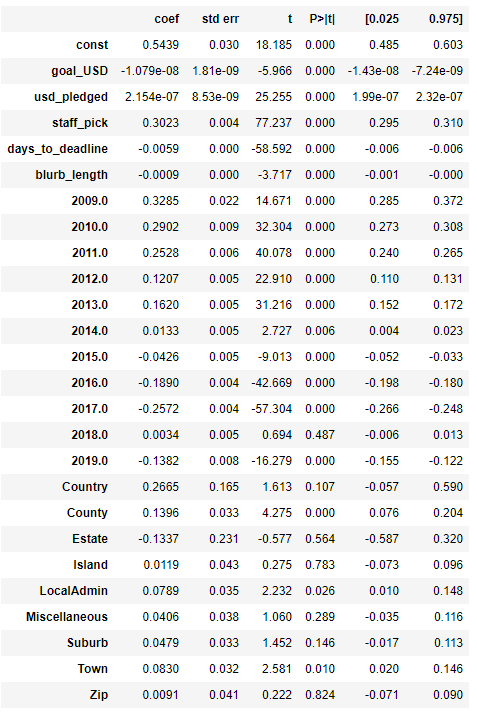 coef std err t P>|t| [0.025 0.975]
const 0.5439 0.030 18.185 0.000 0.485 0.603
goal_USD -1.079e-08 1.81e-09 -5.966 0.000 -1.43e-08 -7.24e-09
usd_pledged 2.154e-07 8.53e-09 25.255 0.000 1.99e-07 2.32e-07
staff_pick 0.3023 0.004 77.237 0.000 0.295 0.310
days_to_deadline -0.0059 0.000 -58.592 0.000 -0.006 -0.006
blurb_length -0.0009 0.000 -3.717 0.000 -0.001 -0.000
2009.0 0.3285 0.022 14.671 0.000 0.285 0.372
2010.0 0.2902 0.009 32.304 0.000 0.273 0.308
2011.0 0.2528 0.006 40.078 0.000 0.240 0.265
2012.0 0.1207 0.005 22.910 0.000 0.110 0.131
2013.0 0.1620 0.005 31.216 0.000 0.152 0.172
2014.0 0.0133 0.005 2.727 0.006 0.004 0.023
2015.0 -0.0426 0.005 -9.013 0.000 -0.052 -0.033
2016.0 -0.1890 0.004 -42.669 0.000 -0.198 -0.180
2017.0 -0.2572 0.004 -57.304 0.000 -0.266 -0.248
2018.0 0.0034 0.005 0.694 0.487 -0.006 0.013
2019.0 -0.1382 0.008 -16.279 0.000 -0.155 -0.122
Country 0.2665 0.165 1.613 0.107 -0.057 0.590
County 0.1396 0.033 4.275 0.000 0.076 0.204
Estate -0.1337 0.231 -0.577 0.564 -0.587 0.320
Island 0.0119 0.043 0.275 0.783 -0.073 0.096
LocalAdmin 0.0789 0.035 2.232 0.026 0.010 0.148
Miscellaneous 0.0406 0.038 1.060 0.289 -0.035 0.116
Suburb 0.0479 0.033 1.452 0.146 -0.017 0.113
Town 0.0830 0.032 2.581 0.010 0.020 0.146
Zip 0.0091 0.041 0.222 0.824 -0.071 0.090